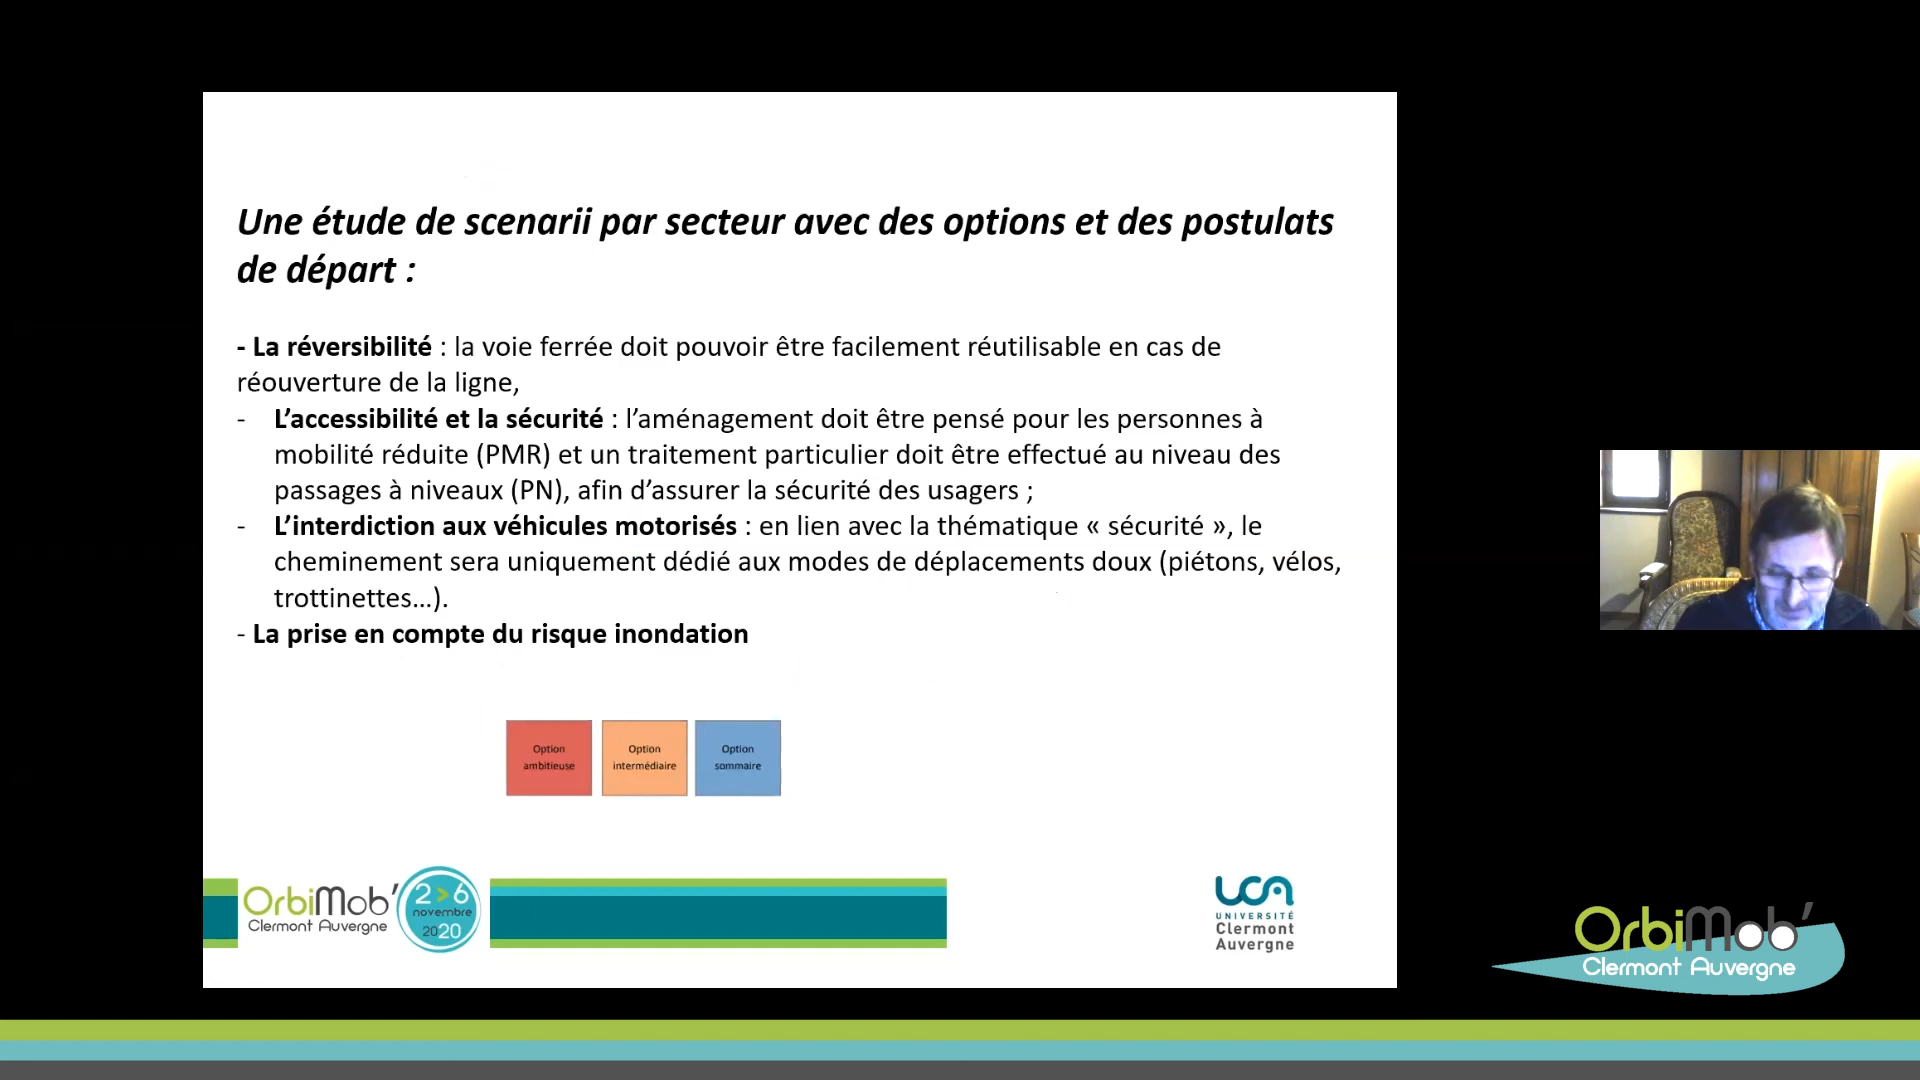 Une étude de scenarii par secteur avec des options et des postulats
de départ :
- La réversibilité : la voie ferrée doit pouvoir être facilement réutilisable en cas de
réouverture de la ligne,
- L’accessibilité et la sécurité : l’aménagement doit être pensé pour les personnes à
mobilité réduite (PMR) et un traitement particulier doit être effectué au niveau des
passages à niveaux (PN), afin d’assurer la sécurité des usagers ;
- L’interdiction aux véhicules motorisés : en lien avec la thématique « sécurité », le
cheminement sera uniquement dédié aux modes de déplacements doux (piétons, vélos,
trottinettes...).
- La prise en compte du risque inondation
Option
ambitieuse
Option
intermédiaire
Option
sommaire
OrbiMob'
Clermont Auvergne
2>6
novembre
2020
UCA
UNIVERSITÉ
Clermont
Auvergne
OrbiMob'
Clermont Auvergne